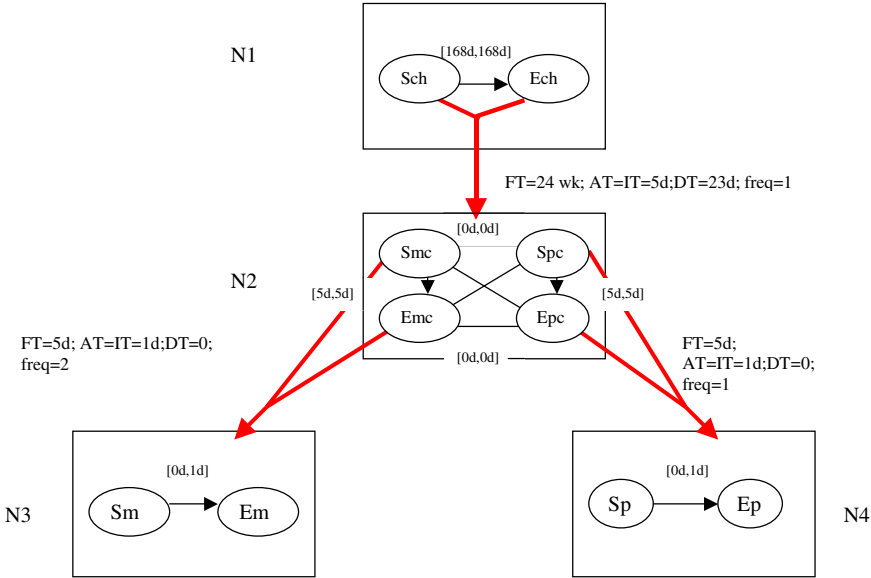 N1
[168d,168d]
Sch
Ech
FT=24 wk; AT=IT=5d;DT=23d; freq=1
N2
[0d,0d]
Smc
Spc
[5d,5d]
[5d,5d]
Emc
Epc
[0d,0d]
FT=5d; AT=IT=1d;DT=0;
freq=2
FT=5d;
AT=IT=1d;DT=0;
freq=1
N3
[0d,1d]
Sm
Em
[0d,1d]
Sp
Ep
N4